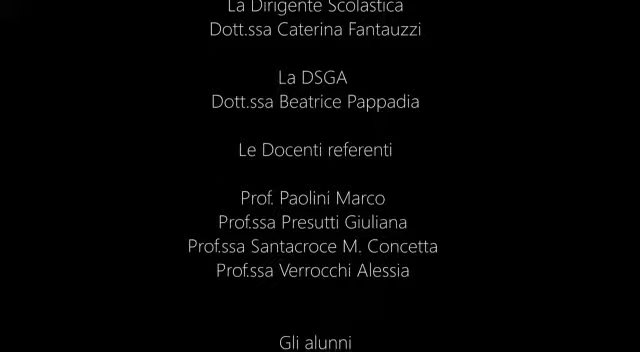 La Dirigente Scolastica
Dott.ssa Caterina Fantauzzi
La DSGA
Dott.ssa Beatrice Pappadia
Le Docenti referenti
Prof. Paolini Marco
Prof.ssa Presutti Giuliana
Prof.ssa Santacroce M. Concetta
Prof.ssa Verrocchi Alessia
Gli alunni